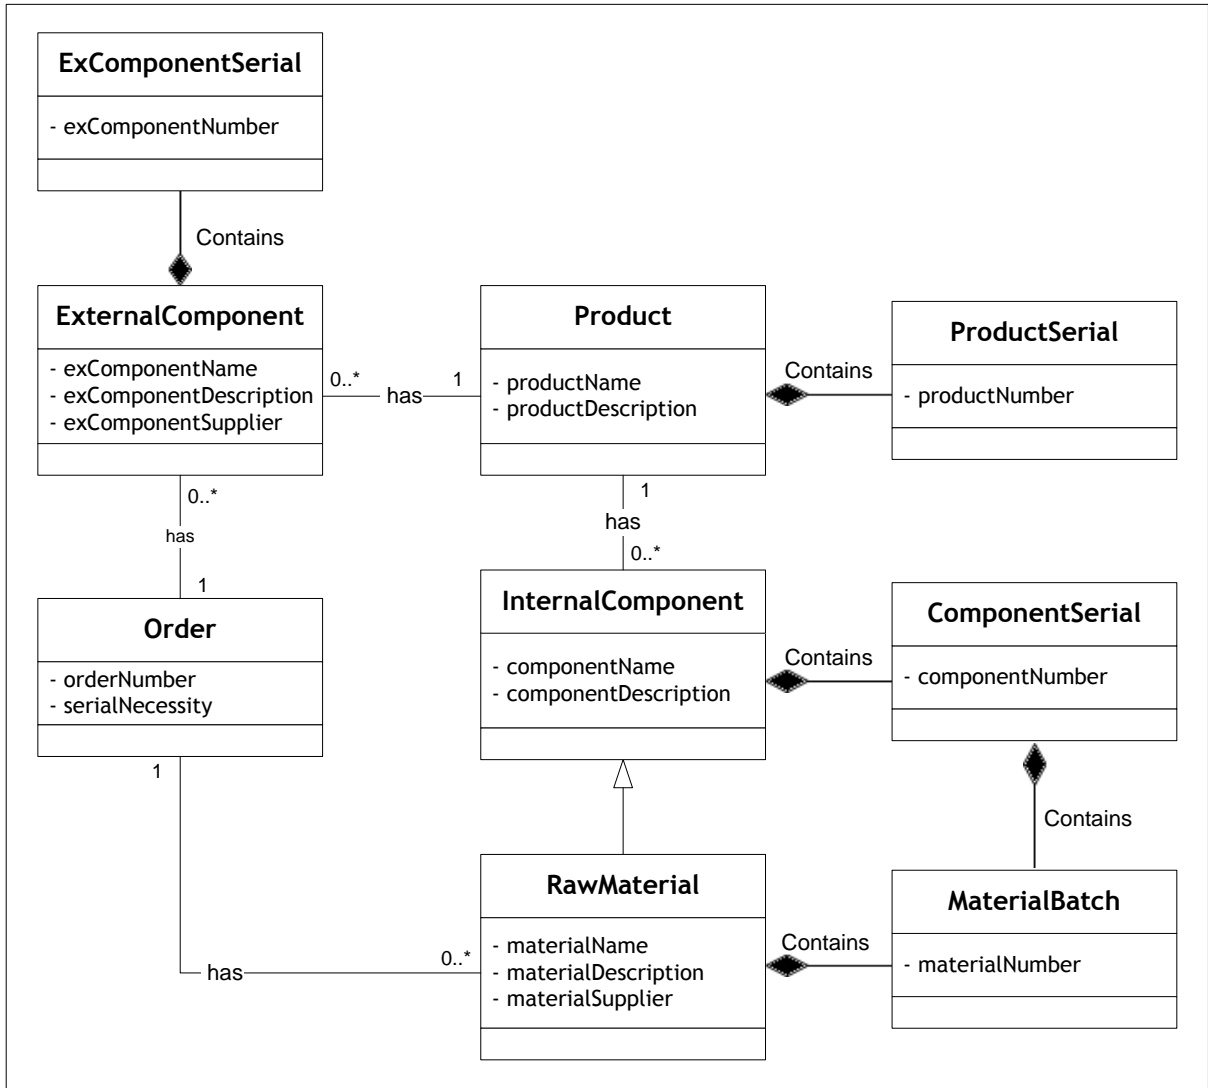 ExComponentSerial
- exComponentNumber
Contains
ExternalComponent
- exComponentName
- exComponentDescription
- exComponentSupplier
0..*
has
1
Product
- productName
- productDescription
Contains
ProductSerial
- productNumber
0..*
has
1
1
has
0..*
Order
- orderNumber
- serialNecessity
InternalComponent
- componentName
- componentDescription
Contains
ComponentSerial
- componentNumber
1
has
0..*
Contains
RawMaterial
- materialName
- materialDescription
- materialSupplier
Contains
MaterialBatch
- materialNumber